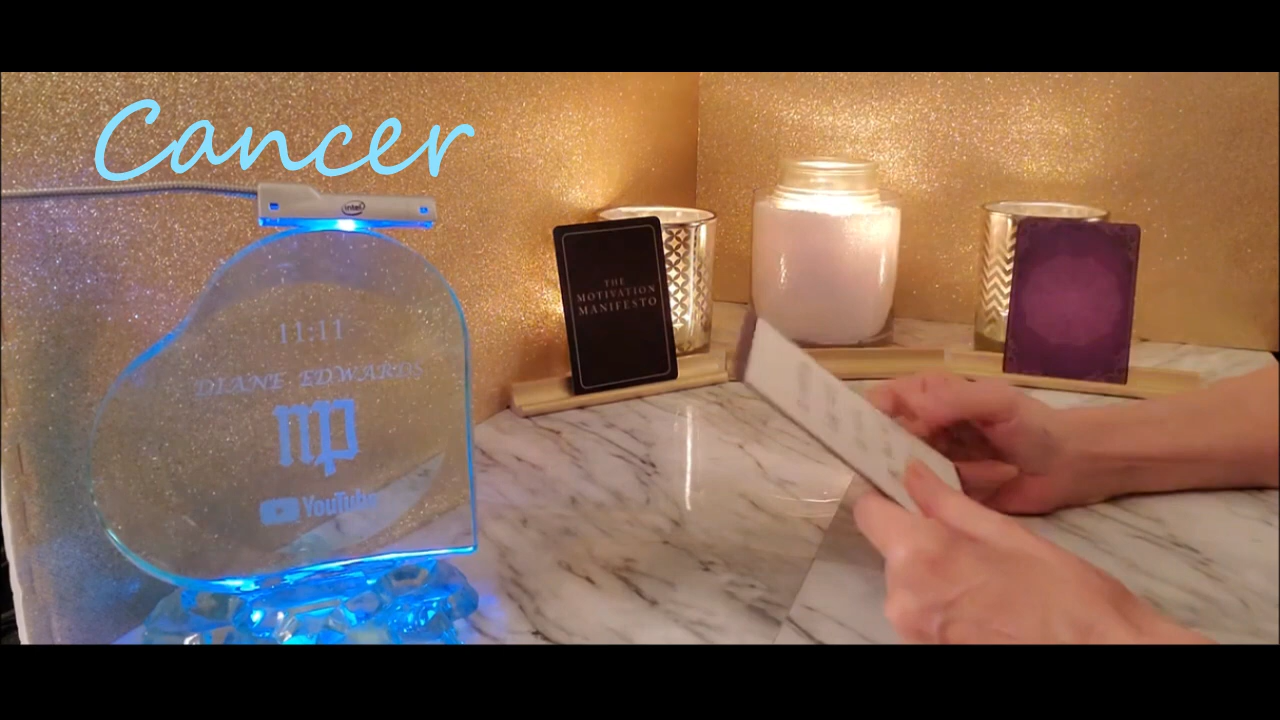 Cancer
intel
11:11
DIANE EDWARDS
YouTube
THE
MOTIVATION
MANIFESTO